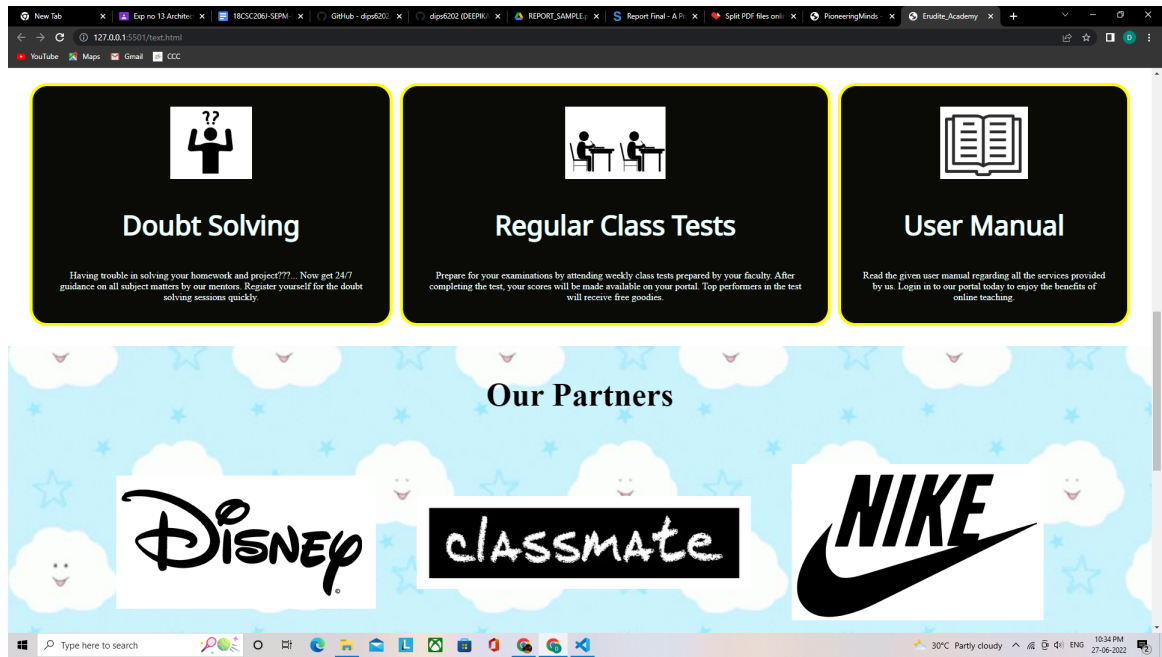 New Tab
Exp no 13 Architec
18CSC206J-SEPM-
GitHub - dips6202
dips6202 (DEEPIKA
REPORT_SAMPLE.p
Report Final - A Pr
Split PDF files onli
PioneeringMinds -
Erudite_Academy
127.0.0.1:5501/text.html
D
YouTube
Maps
Gmail
CCC
??
Doubt Solving
Having trouble in solving your homework and project???... Now get 24/7
guidance on all subject matters by our mentors. Register yourself for the doubt
solving sessions quickly.
Regular Class Tests
Prepare for your examinations by attending weekly class tests prepared by your faculty. After
completing the test, your scores will be made available on your portal. Top performers in the test
will receive free goodies.
User Manual
Read the given user manual regarding all the services provided
by us. Login in to our portal today to enjoy the benefits of
online teaching.
Our Partners
Disney
classmate
NIKE
Type here to search
L
30°C Partly cloudy
ENG
10:34 PM
27-06-2022
2